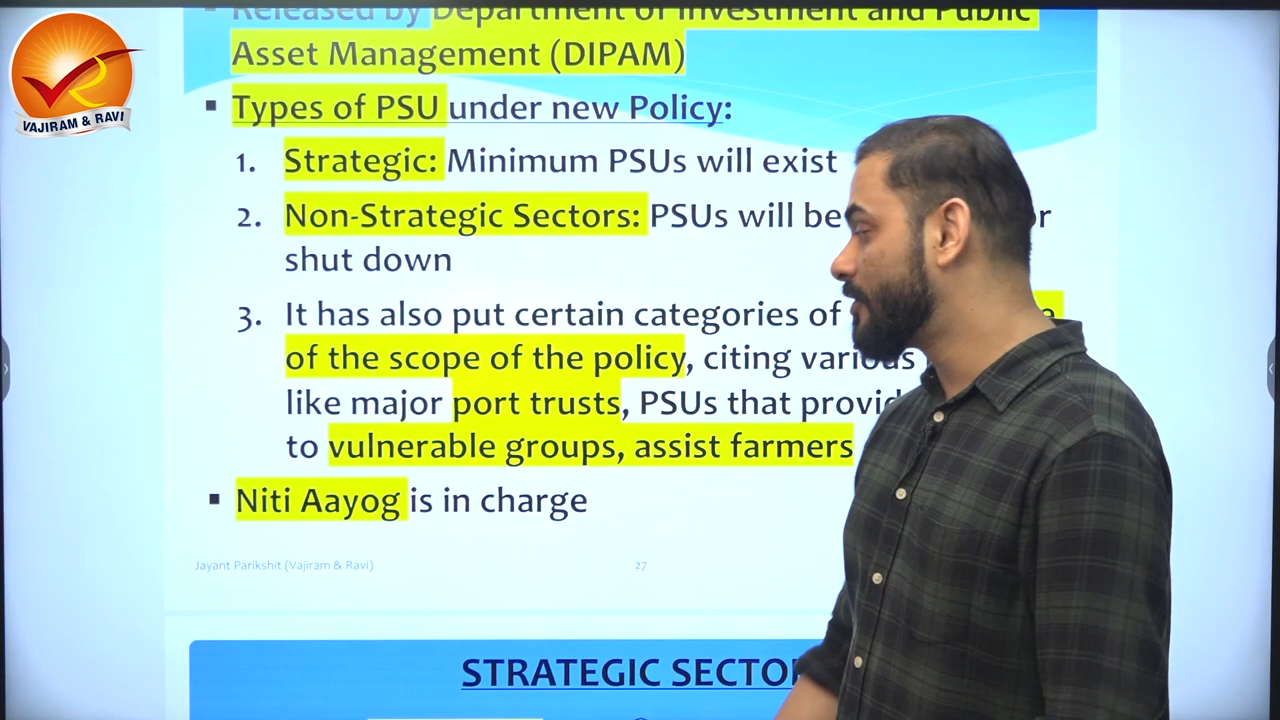 Released by Department of Investment and Public
Asset Management (DIPAM)
VAJIRAM & RAVI
▪ Types of PSU under new Policy:
1. Strategic: Minimum PSUs will exist
2. Non-Strategic Sectors: PSUs will be
shut down
3. It has also put certain categories of
of the scope of the policy, citing various
like major port trusts, PSUs that
to vulnerable groups, assist farmers
▪ Niti Aayog is in charge
Jayant Parikshit (Vajiram & Ravi)
27
STRATEGIC